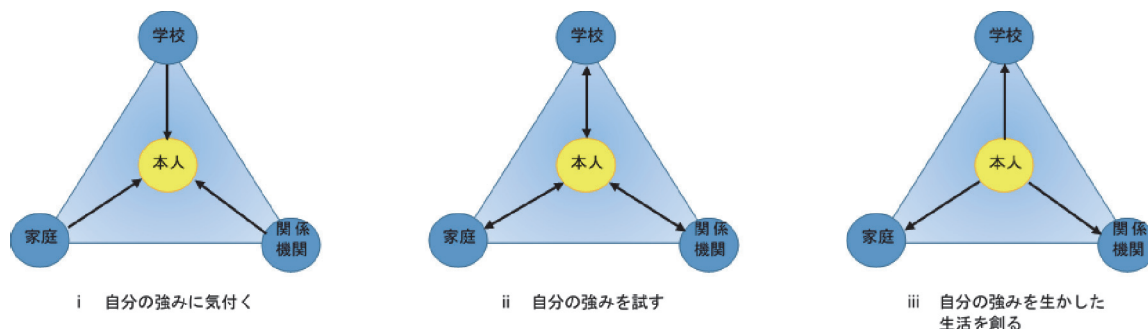 学校
本人
家庭
関係
機関
i 自分の強みに気付く
学校
本人
家庭
関係
機関
ii 自分の強みを試す
学校
本人
家庭
関係
機関
iii 自分の強みを生かした
生活を創る